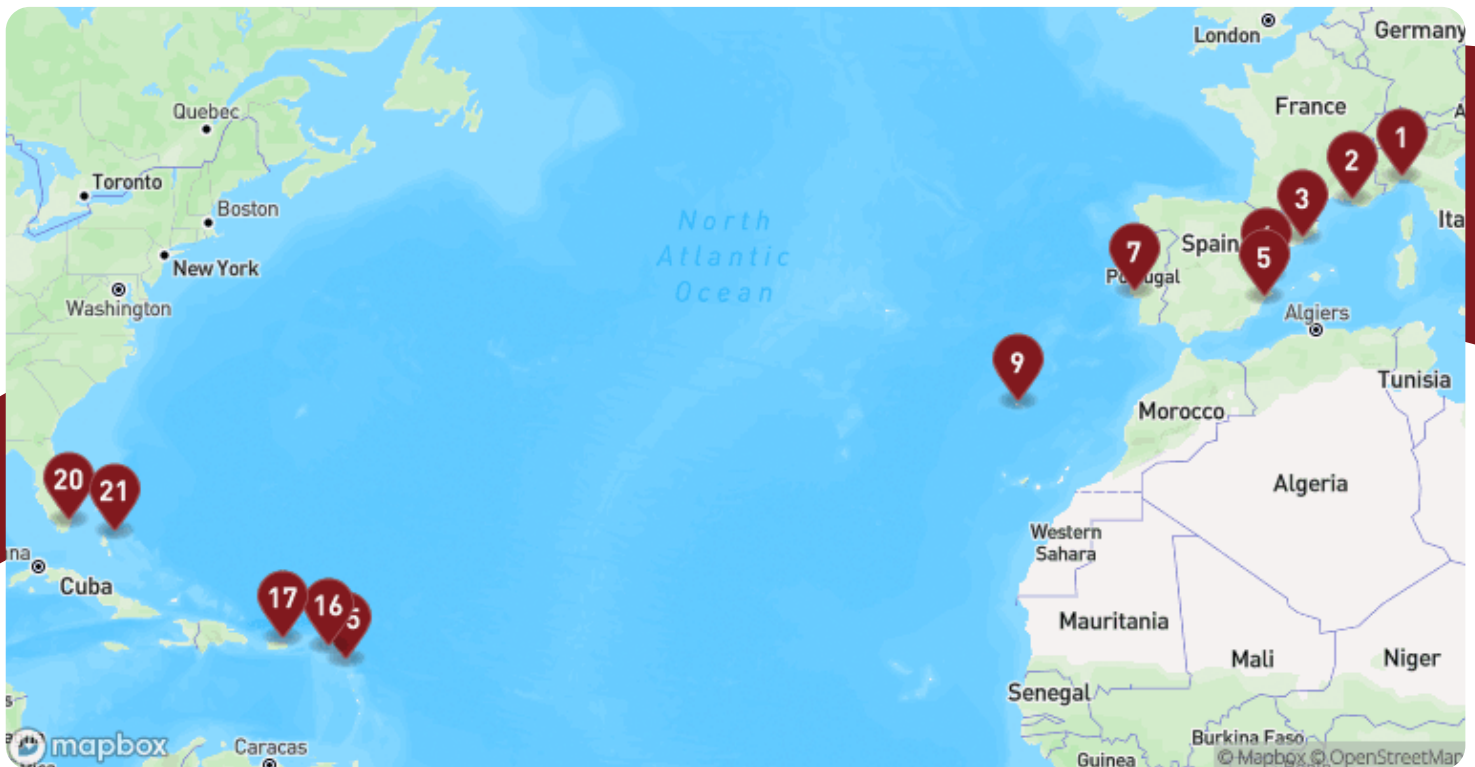 London
Germany
Quebec
France
1
2
Toronto
3
Boston
North
Atlantic
Ocean
Ita
7
Spain
5
New York
Portugal
Washington
Algiers
9
Tunisia
Morocco
20
21
Algeria
Western
Sahara
na
Cuba
17
16
5
Mauritania
Mali
Niger
Senegal
s
mapbox
Caracas
Burkina Faso
© Mapbox © OpenStreetMap
Guinea